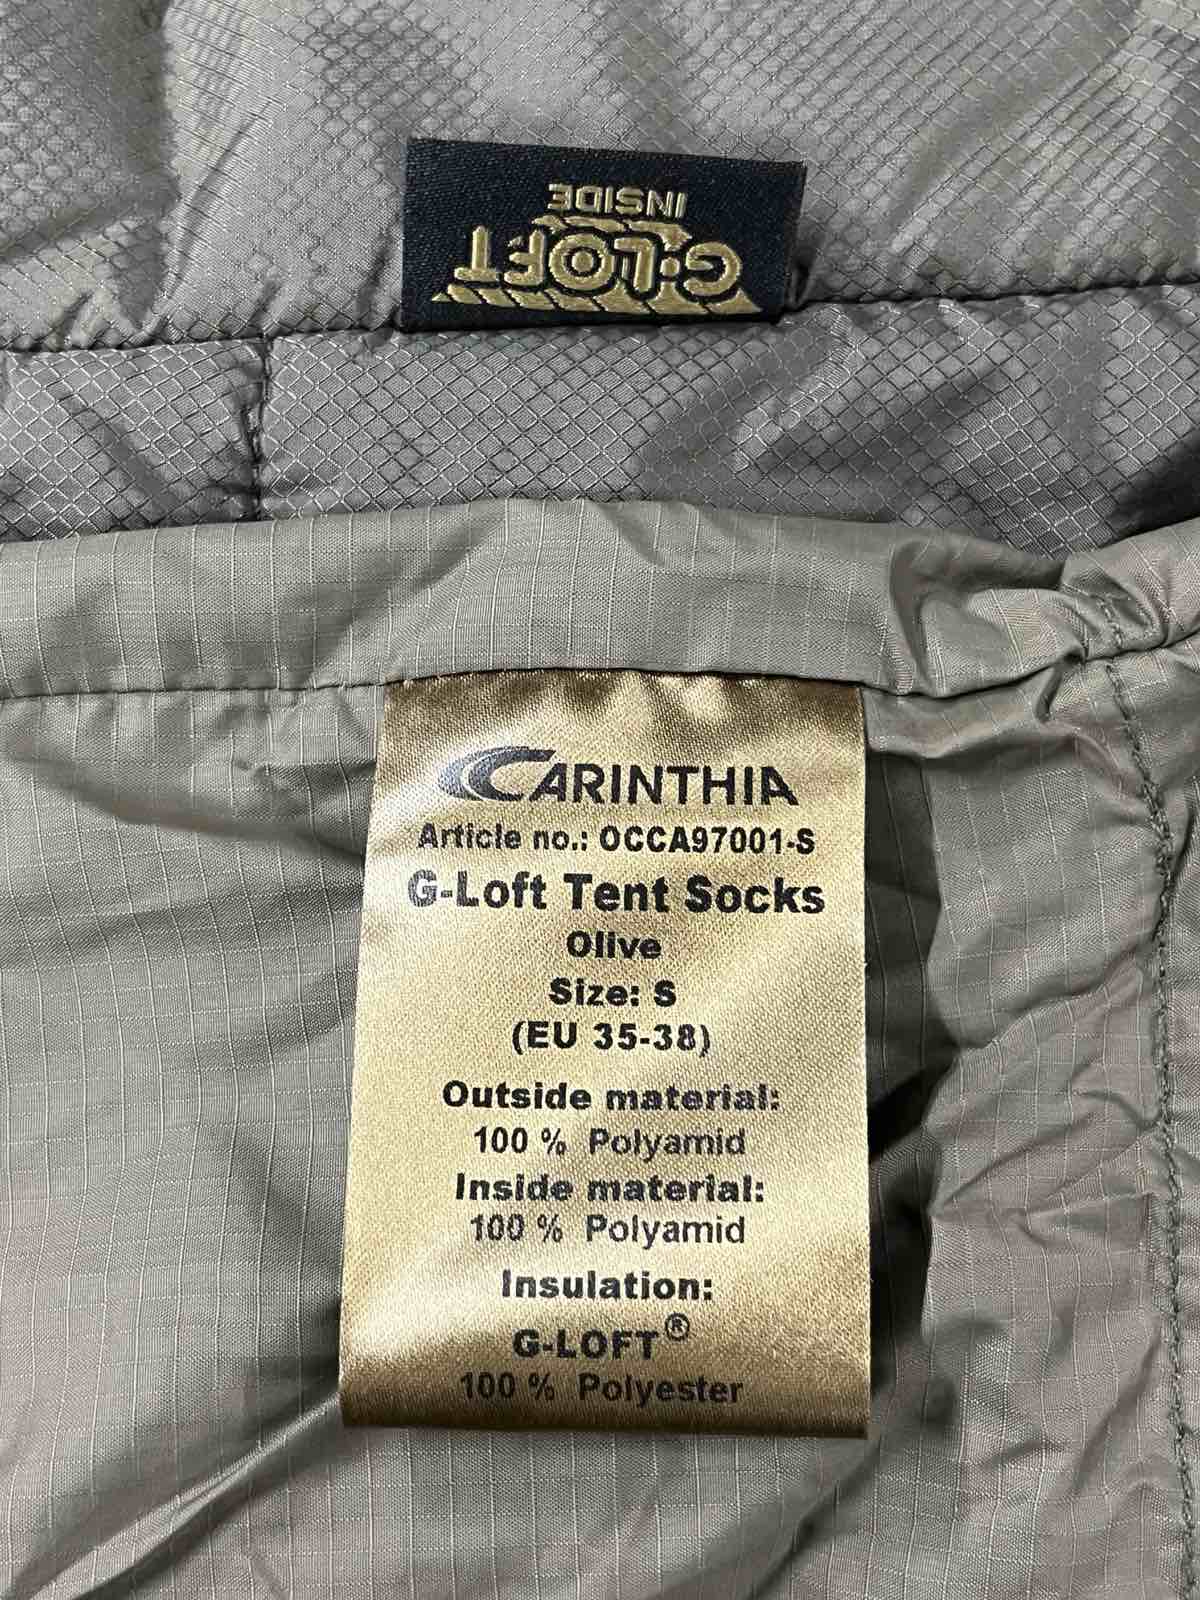 G·LOFT
INSIDE
CARINTHIA
Article no.: OCCA97001-S
G-Loft Tent Socks
Olive
Size: S
(EU 35-38)
Outside material:
100 % Polyamid
Inside material:
100 % Polyamid
Insulation:
G-LOFT®
100 % Polyester